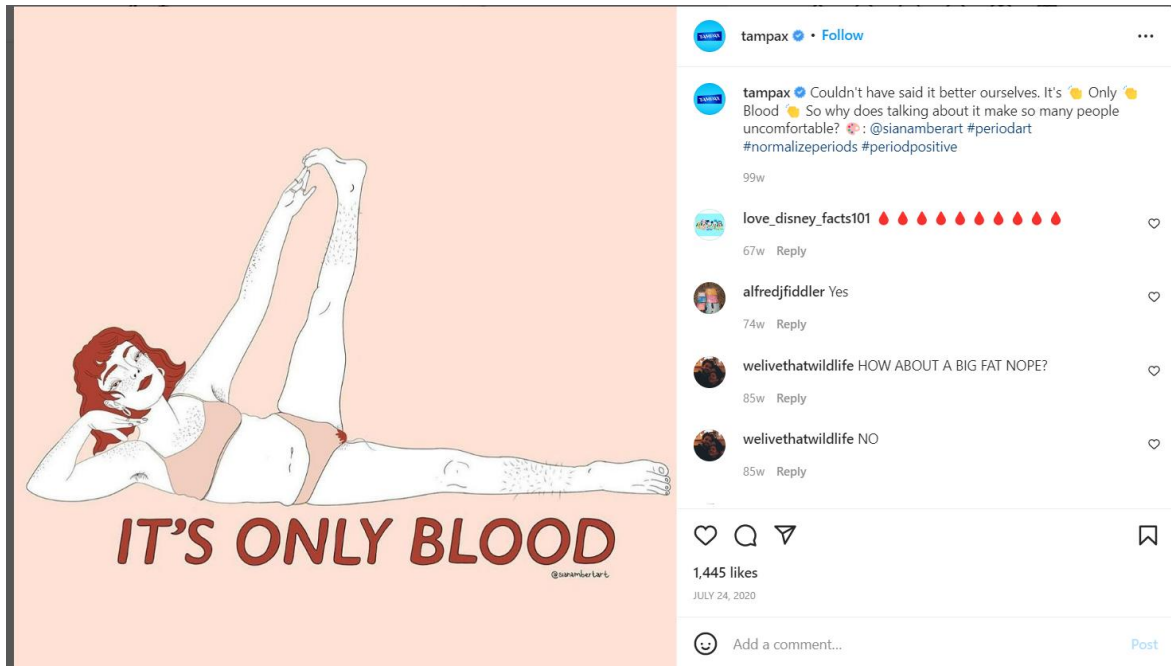 IT'S ONLY BLOOD
@sianambertart
tampax • Follow
tampax Couldn't have said it better ourselves. It's 👏 Only 👏
Blood 👏 So why does talking about it make so many people
uncomfortable? 🎨: @sianamberart #periodart
#normalizeperiods #periodpositive
99w
love_disney_facts101 🩸🩸🩸🩸🩸🩸🩸🩸🩸🩸
67w Reply
alfredjfiddler Yes
74w Reply
welivethatwildlife HOW ABOUT A BIG FAT NOPE?
85w Reply
welivethatwildlife NO
85w Reply
1,445 likes
JULY 24, 2020
Add a comment...
Post